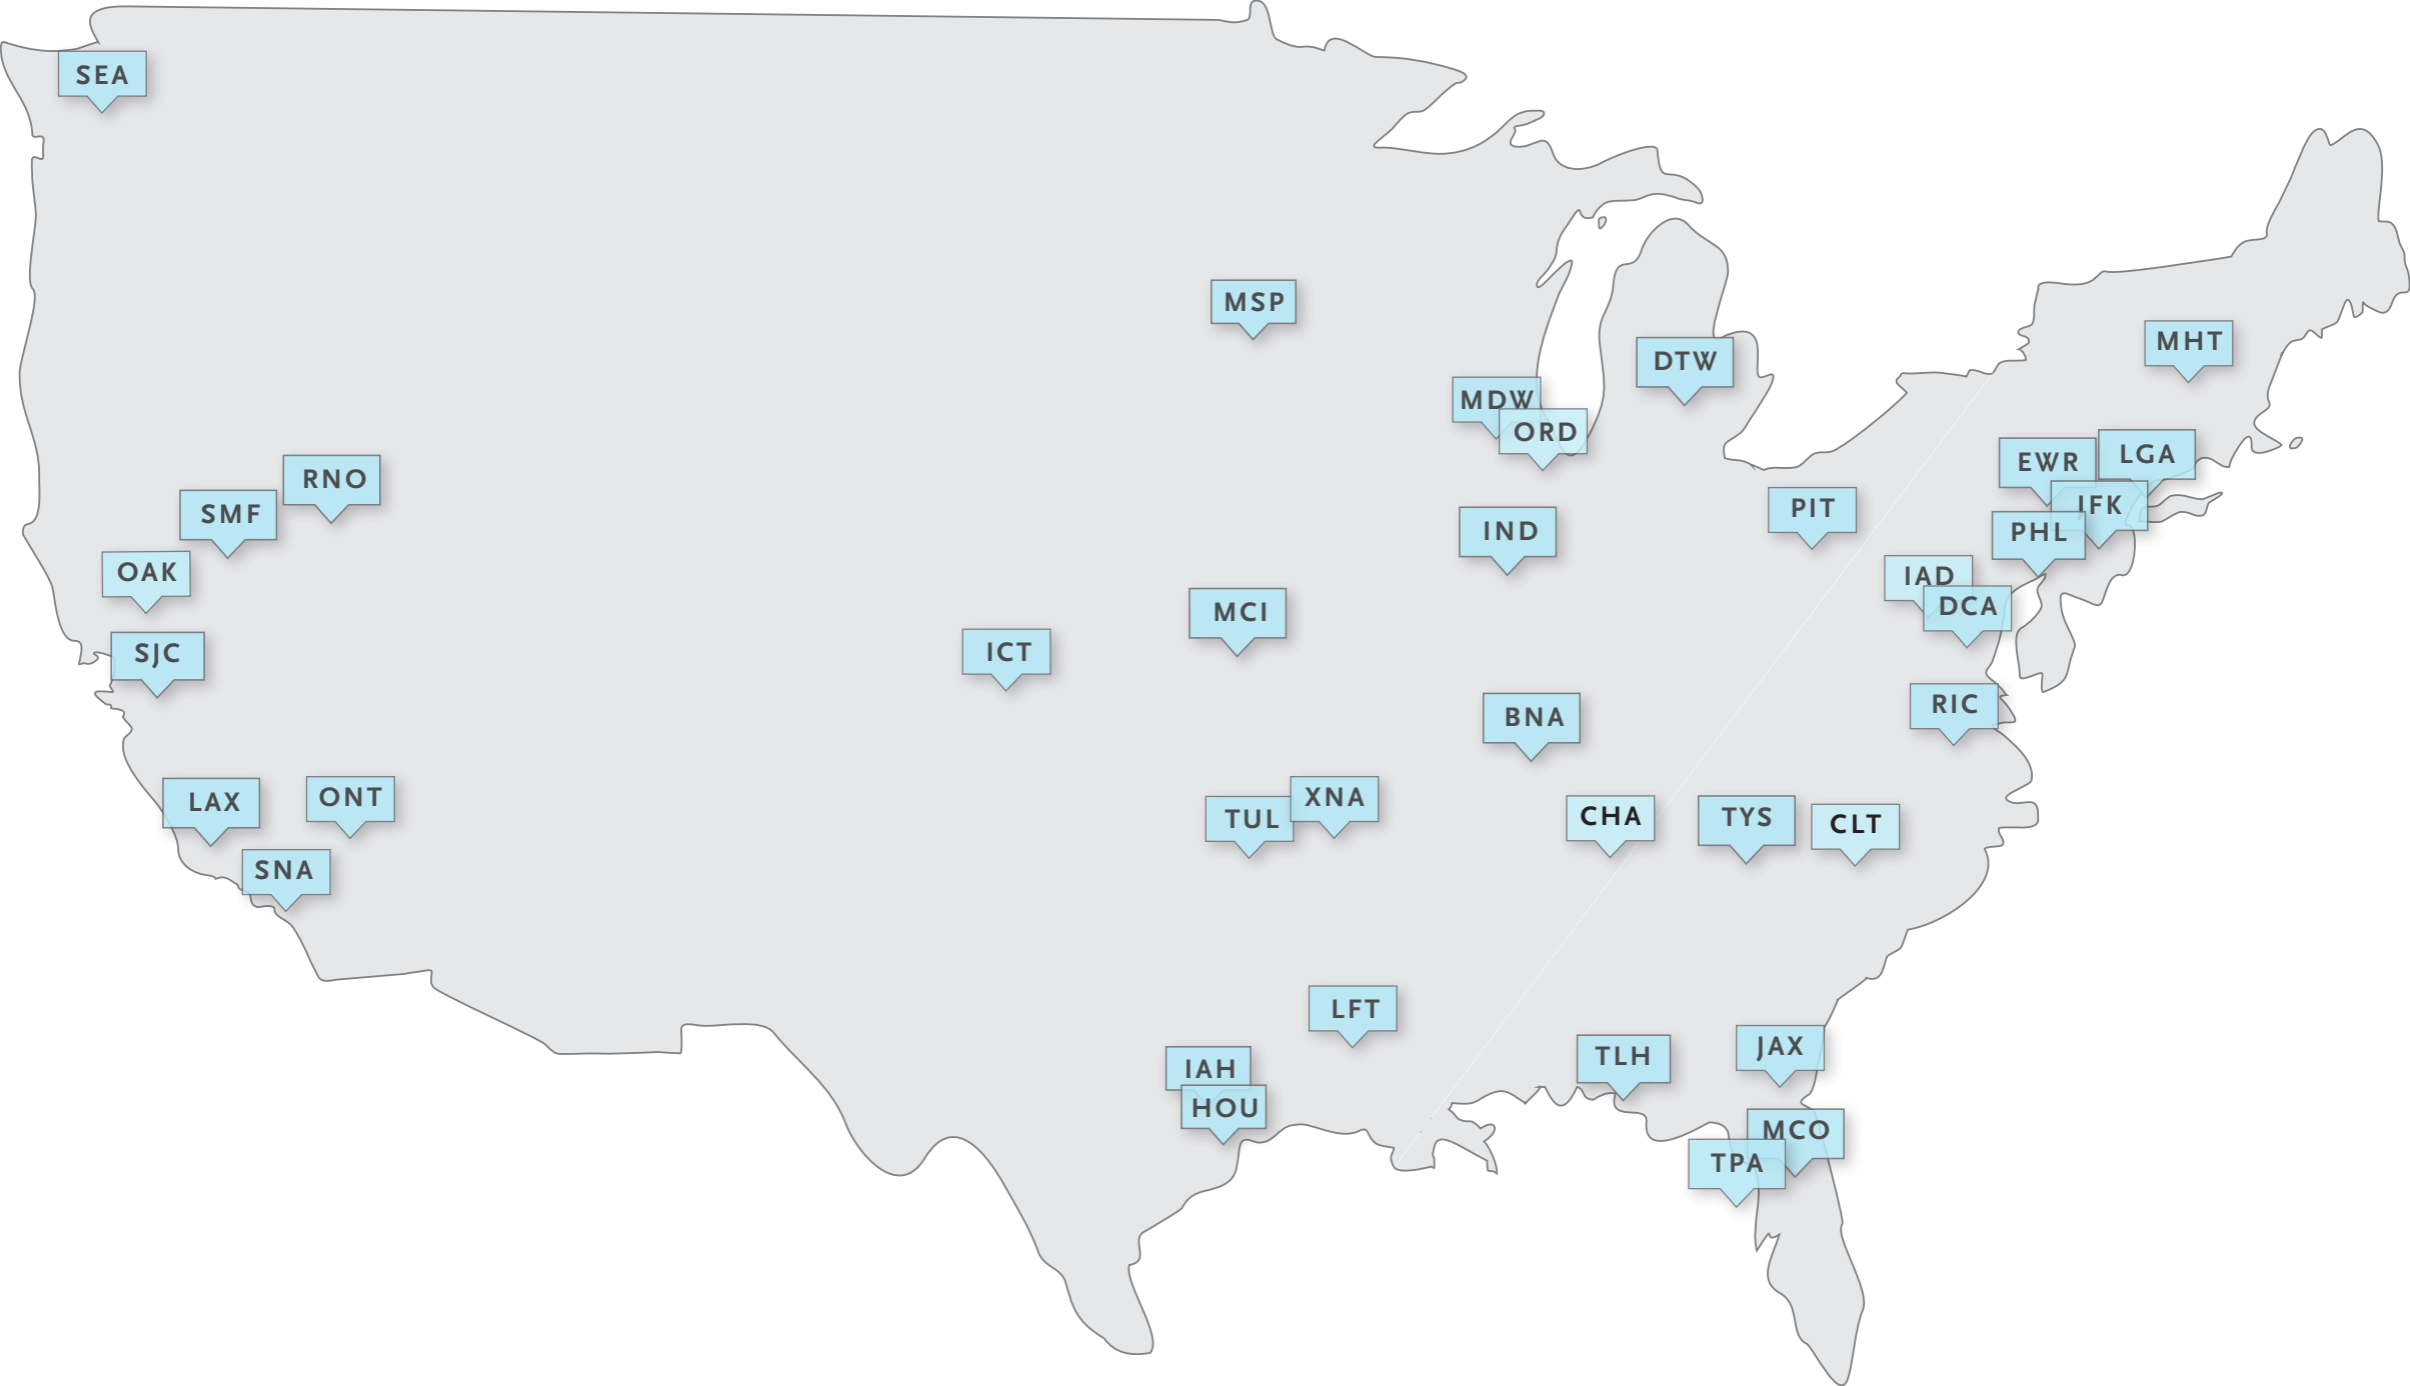 SEA
MSP
MHT
DTW
MDW
ORD
LGA
EWR
RNO
JFK
PIT
SMF
IND
PHL
OAK
IAD
DCA
MCI
ICT
SJC
RIC
BNA
ONT
XNA
LAX
CHA
TYS
TUL
CLT
SNA
LFT
JAX
TLH
IAH
HOU
MCO
TPA